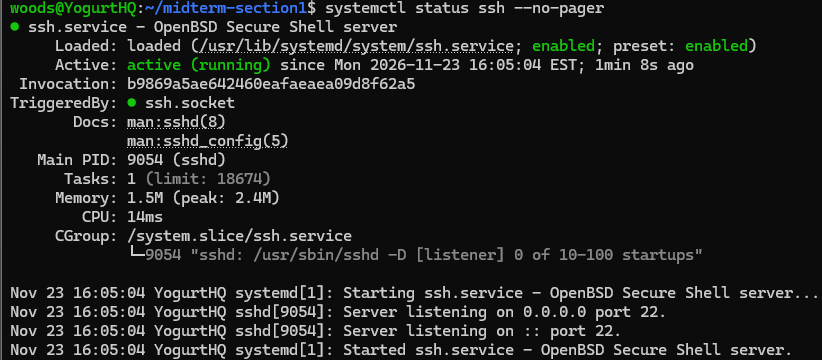 woods@YogurtHQ:~/midterm-section1$ systemctl status ssh --no-pager
● ssh.service - OpenBSD Secure Shell server
     Loaded: loaded (/usr/lib/systemd/system/ssh.service; enabled; preset: enabled)
     Active: active (running) since Mon 2026-11-23 16:05:04 EST; 1min 8s ago
 Invocation: b9869a5ae642460eafaeaea09d8f62a5
TriggeredBy: ● ssh.socket
       Docs: man:sshd(8)
             man:sshd_config(5)
   Main PID: 9054 (sshd)
      Tasks: 1 (limit: 18674)
     Memory: 1.5M (peak: 2.4M)
        CPU: 14ms
     CGroup: /system.slice/ssh.service
             └─9054 "sshd: /usr/sbin/sshd -D [listener] 0 of 10-100 startups"

Nov 23 16:05:04 YogurtHQ systemd[1]: Starting ssh.service - OpenBSD Secure Shell server...
Nov 23 16:05:04 YogurtHQ sshd[9054]: Server listening on 0.0.0.0 port 22.
Nov 23 16:05:04 YogurtHQ sshd[9054]: Server listening on :: port 22.
Nov 23 16:05:04 YogurtHQ systemd[1]: Started ssh.service - OpenBSD Secure Shell server.